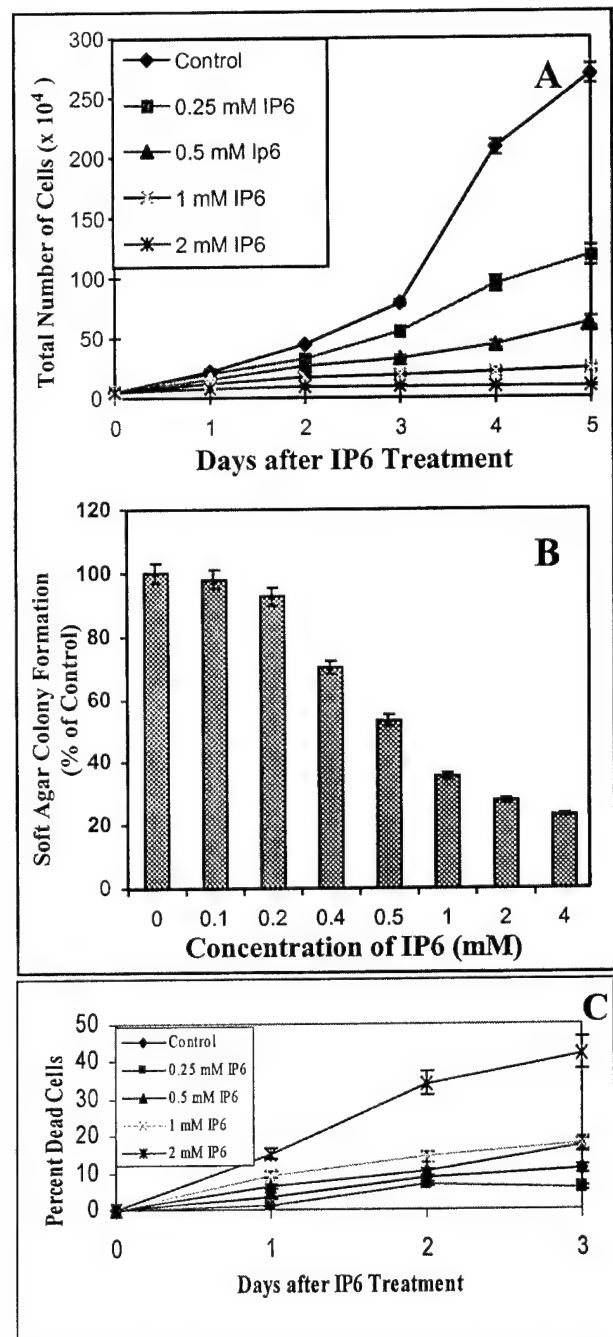 A
Total Number of Cells (x 10⁴)
300
250
200
150
100
50
0
Control
0.25 mM IP6
0.5 mM Ip6
1 mM IP6
2 mM IP6
0 1 2 3 4 5
Days after IP6 Treatment
B
Soft Agar Colony Formation
(% of Control)
120
100
80
60
40
20
0
0 0.1 0.2 0.4 0.5 1 2 4
Concentration of IP6 (mM)
C
Percent Dead Cells
50
40
30
20
10
0
Control
0.25 mM IP6
0.5 mM IP6
1 mM IP6
2 mM IP6
0 1 2 3
Days after IP6 Treatment